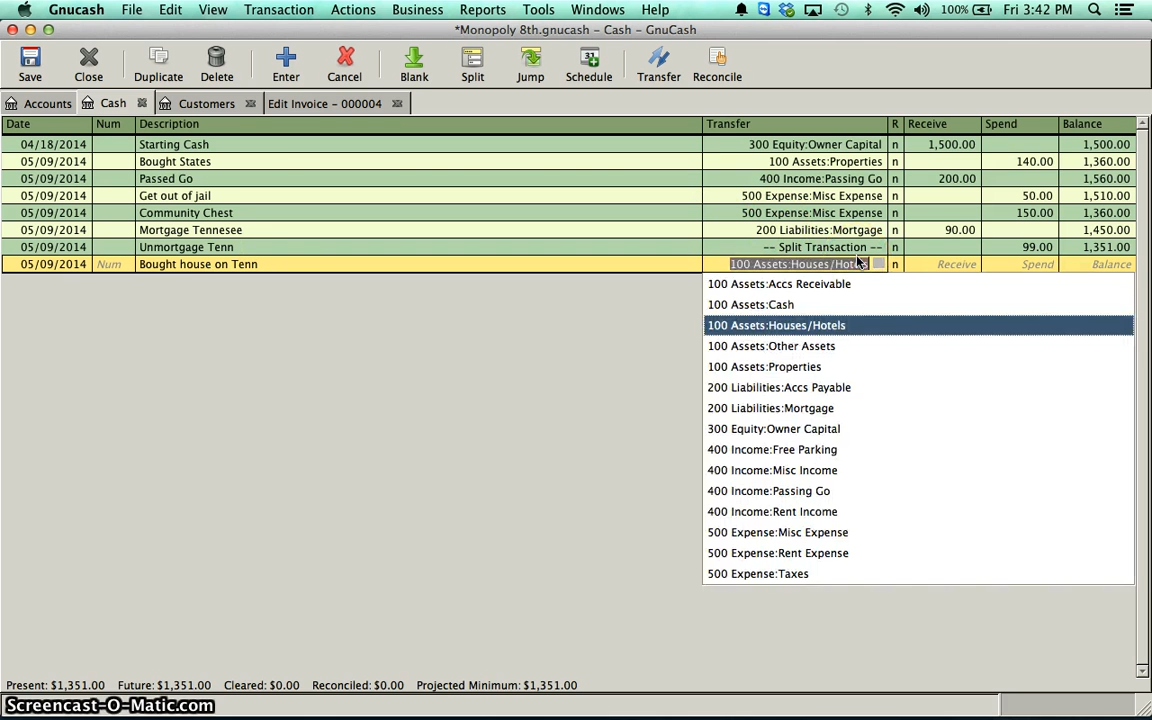 Gnucash File Edit View Transaction Actions Business Reports Tools Windows Help 100% Fri 3:42 PM
*Monopoly 8th.gnucash – Cash – GnuCash
Save Close Duplicate Delete Enter Cancel Blank Split Jump Schedule Transfer Reconcile
Accounts Cash Customers Edit Invoice – 000004
Date Num Description Transfer R Receive Spend Balance
04/18/2014 Starting Cash 300 Equity:Owner Capital n 1,500.00 1,500.00
05/09/2014 Bought States 100 Assets:Properties n 140.00 1,360.00
05/09/2014 Passed Go 400 Income:Passing Go n 200.00 1,560.00
05/09/2014 Get out of jail 500 Expense:Misc Expense n 50.00 1,510.00
05/09/2014 Community Chest 500 Expense:Misc Expense n 150.00 1,360.00
05/09/2014 Mortgage Tennesee 200 Liabilities:Mortgage n 90.00 1,450.00
05/09/2014 Unmortgage Tenn -- Split Transaction -- n 99.00 1,351.00
05/09/2014 Num Bought house on Tenn 100 Assets:Houses/Hotels n Receive Spend Balance
100 Assets:Accs Receivable
100 Assets:Cash
100 Assets:Houses/Hotels
100 Assets:Other Assets
100 Assets:Properties
200 Liabilities:Accs Payable
200 Liabilities:Mortgage
300 Equity:Owner Capital
400 Income:Free Parking
400 Income:Misc Income
400 Income:Passing Go
400 Income:Rent Income
500 Expense:Misc Expense
500 Expense:Rent Expense
500 Expense:Taxes
Present: $1,351.00 Future: $1,351.00 Cleared: $0.00 Reconciled: $0.00 Projected Minimum: $1,351.00
Screencast-O-Matic.com